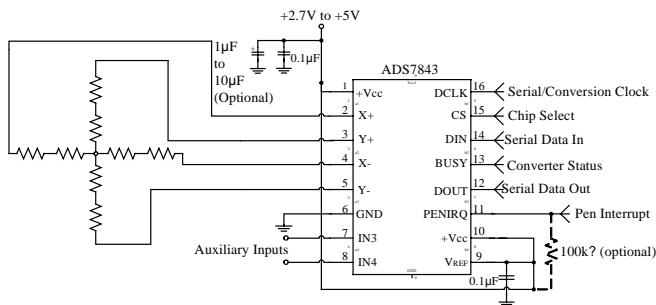 +2.7V to +5V
1µF
to
10µF
(Optional)
0.1µF
ADS7843
1 +Vcc
2 X+
3 Y+
4 X-
5 Y-
6 GND
7 IN3
8 IN4
Auxiliary Inputs
DCLK 16 Serial/Conversion Clock
CS 15 Chip Select
DIN 14 Serial Data In
BUSY 13 Converter Status
DOUT 12 Serial Data Out
PENIRQ 11 Pen Interrupt
+Vcc 10
VREF 9
100k? (optional)
0.1µF